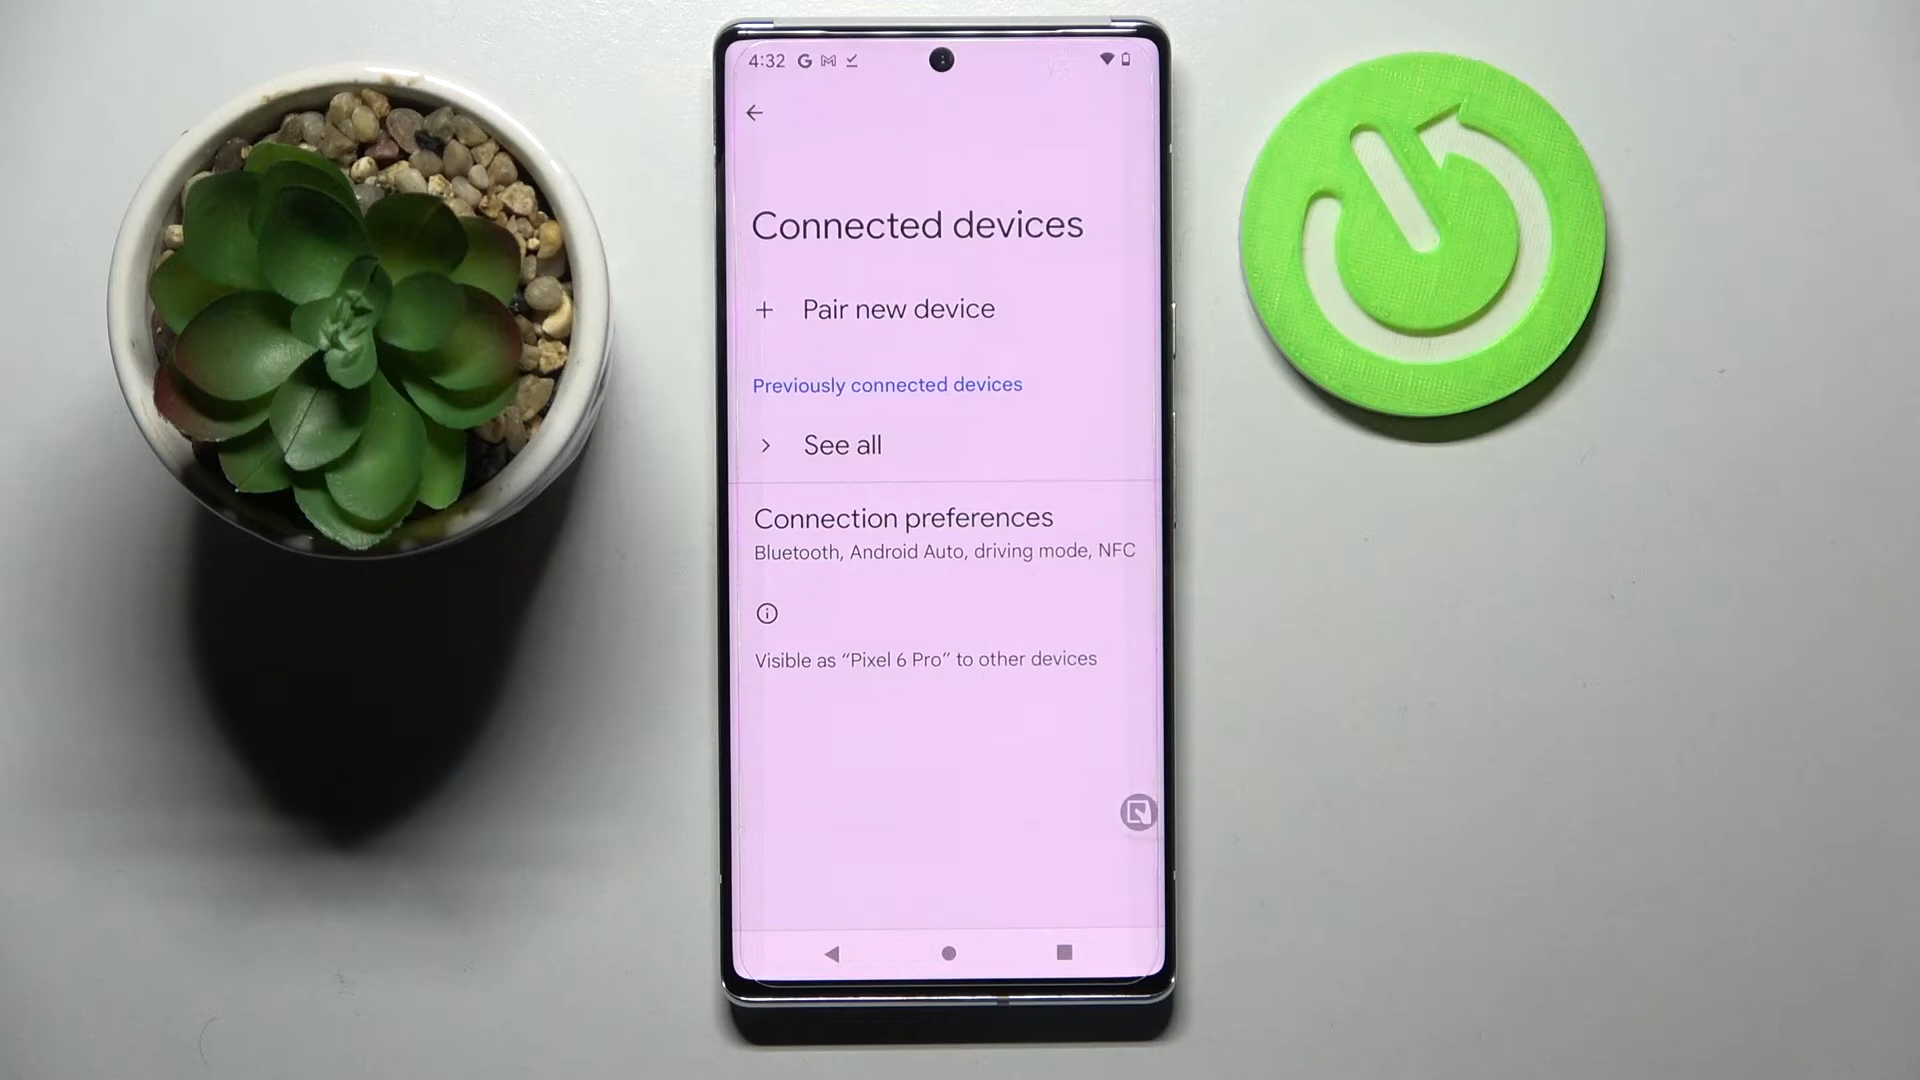 4:32
Connected devices
+ Pair new device
Previously connected devices
See all
Connection preferences
Bluetooth, Android Auto, driving mode, NFC
Visible as “Pixel 6 Pro” to other devices